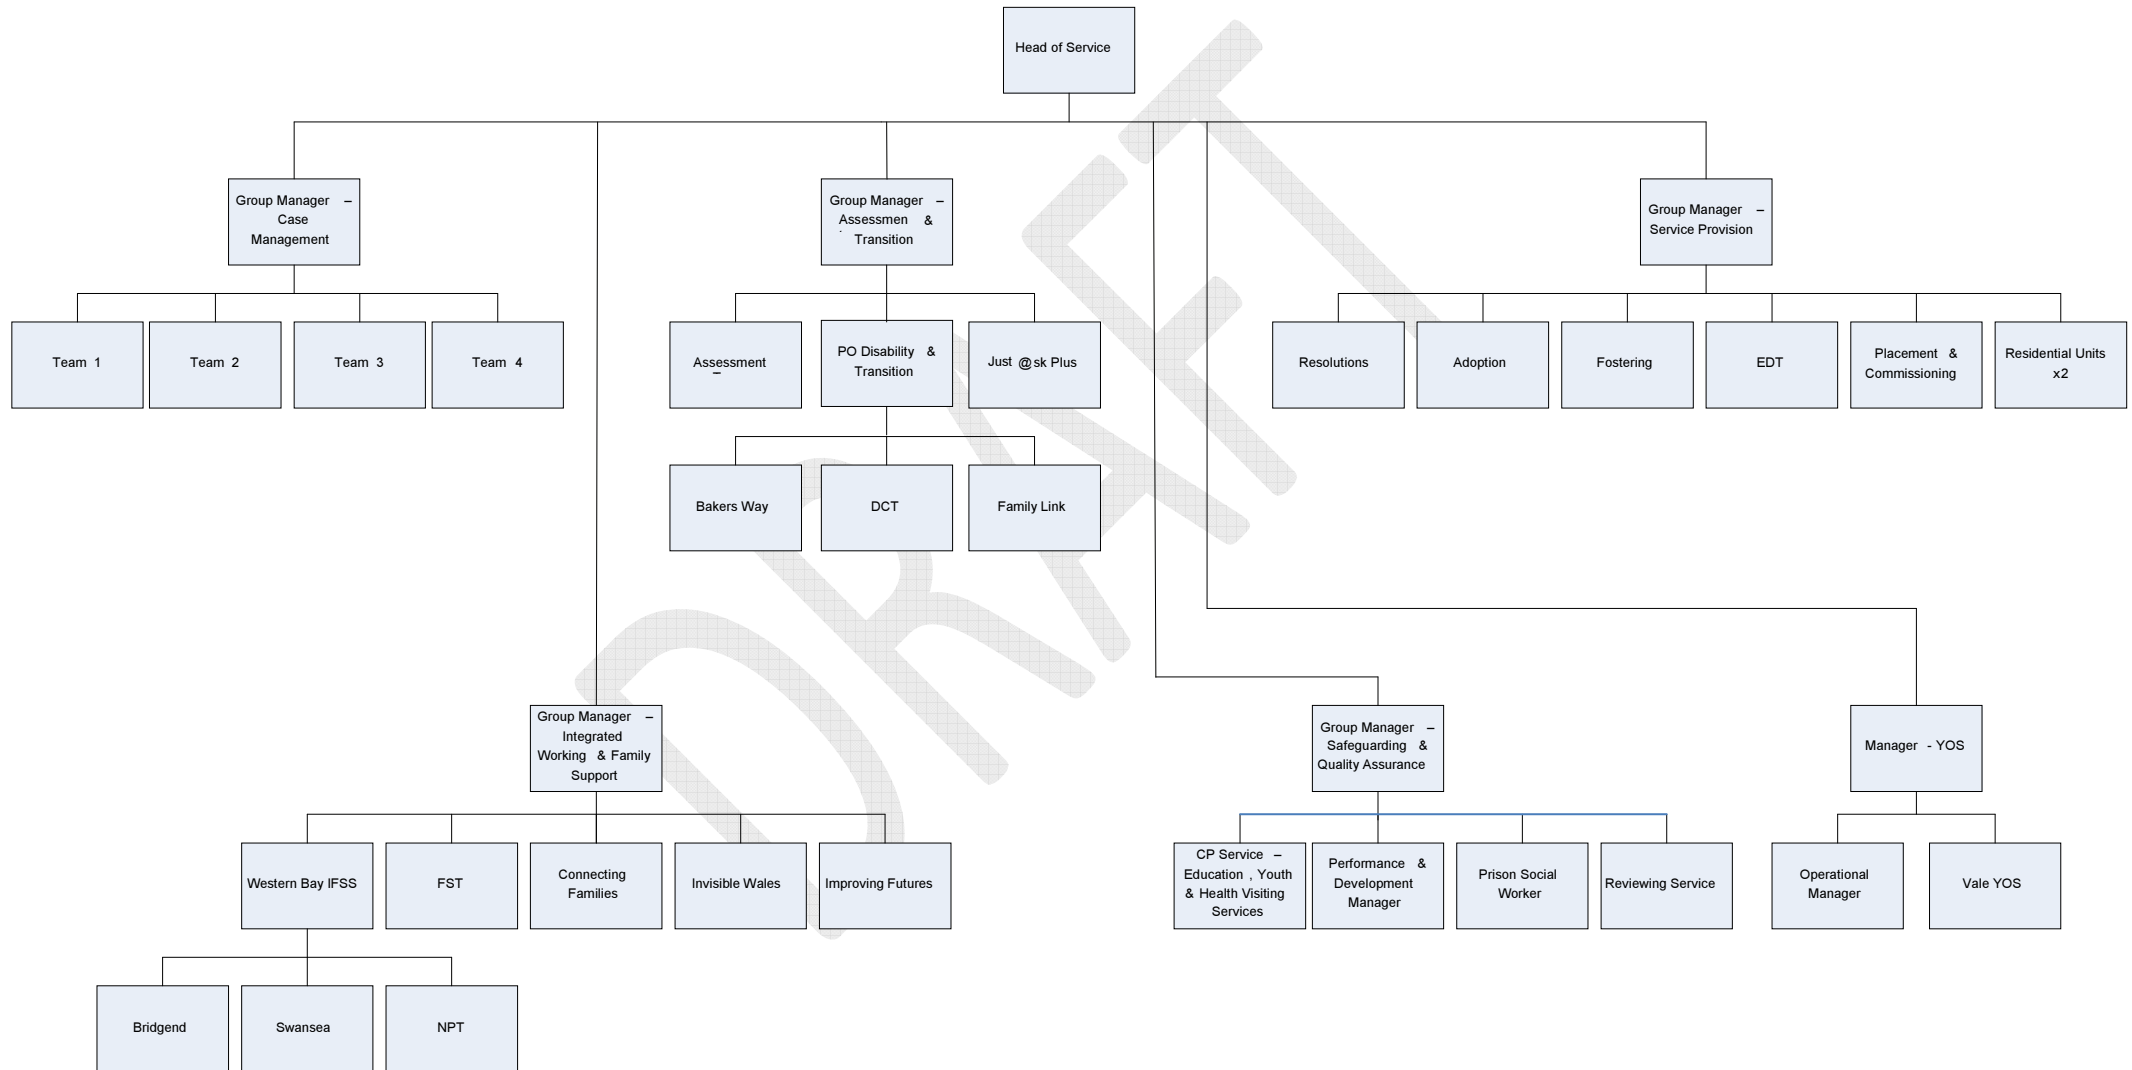 Head of Service
Group Manager –
Case
Management
Group Manager –
Assessmen &
Transition
Group Manager –
Service Provision
Team 1
Team 2
Team 3
Team 4
Assessment
PO Disability &
Transition
Just @sk Plus
Resolutions
Adoption
Fostering
EDT
Placement &
Commissioning
Residential Units
x2
Bakers Way
DCT
Family Link
DRAFT
Group Manager –
Integrated
Working & Family
Support
Group Manager –
Safeguarding &
Quality Assurance
Manager - YOS
Western Bay IFSS
FST
Connecting
Families
Invisible Wales
Improving Futures
CP Service –
Education , Youth
& Health Visiting
Services
Performance &
Development
Manager
Prison Social
Worker
Reviewing Service
Operational
Manager
Vale YOS
Bridgend
Swansea
NPT